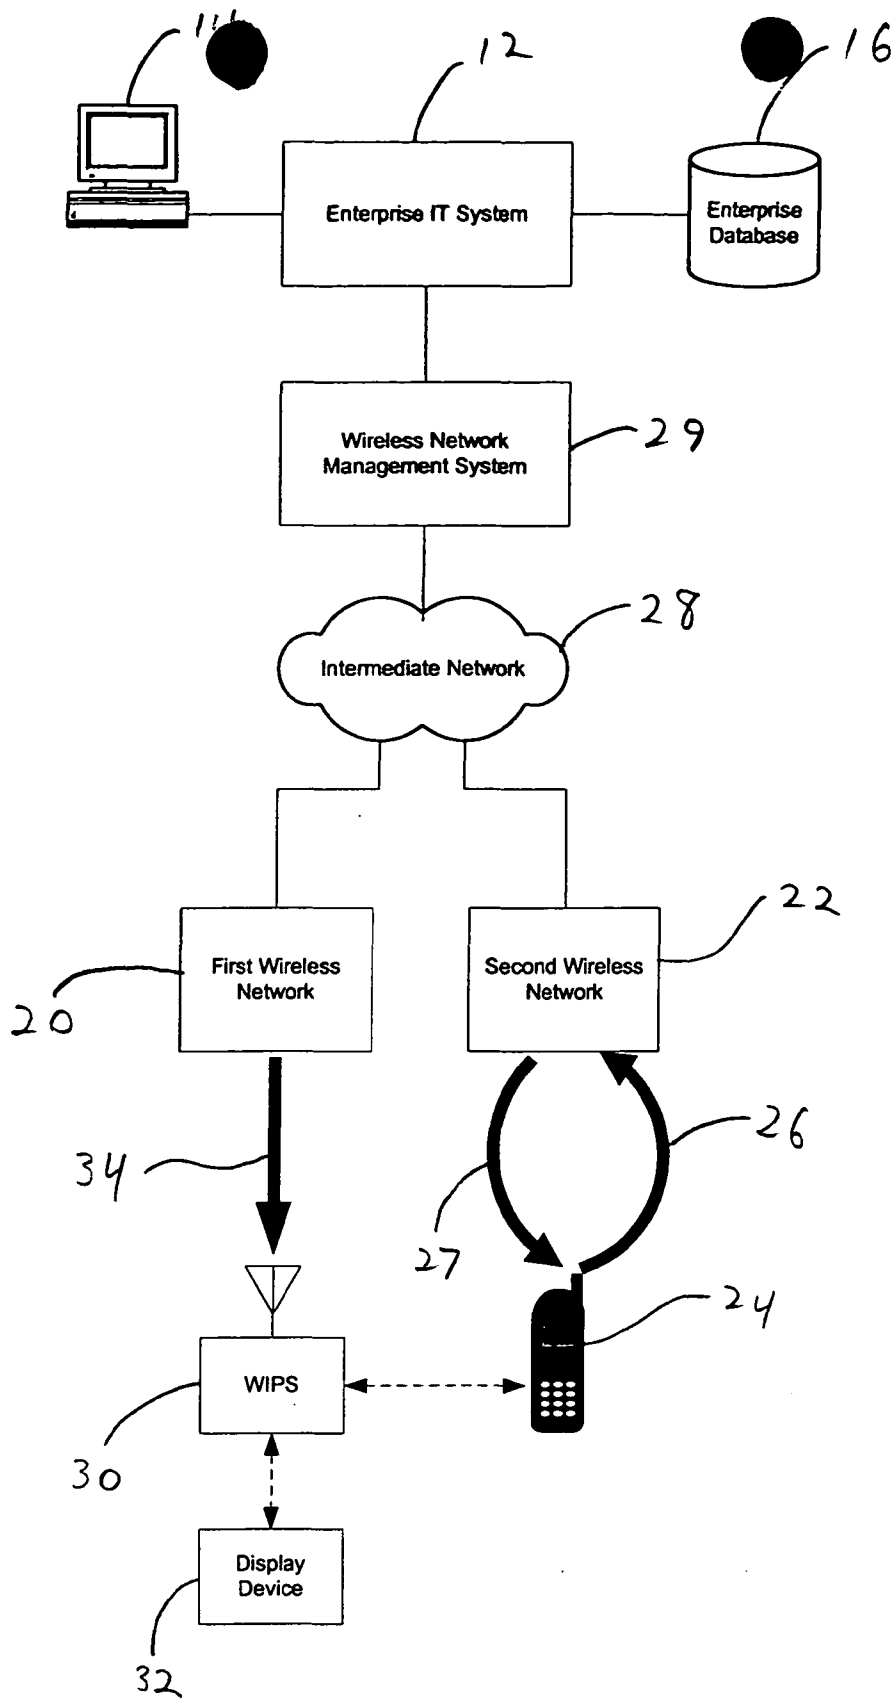 12
16
Enterprise IT System
Enterprise
Database
Wireless Network
Management System
29
28
Intermediate Network
22
First Wireless
Network
Second Wireless
Network
20
26
34
27
24
WIPS
30
Display
Device
32